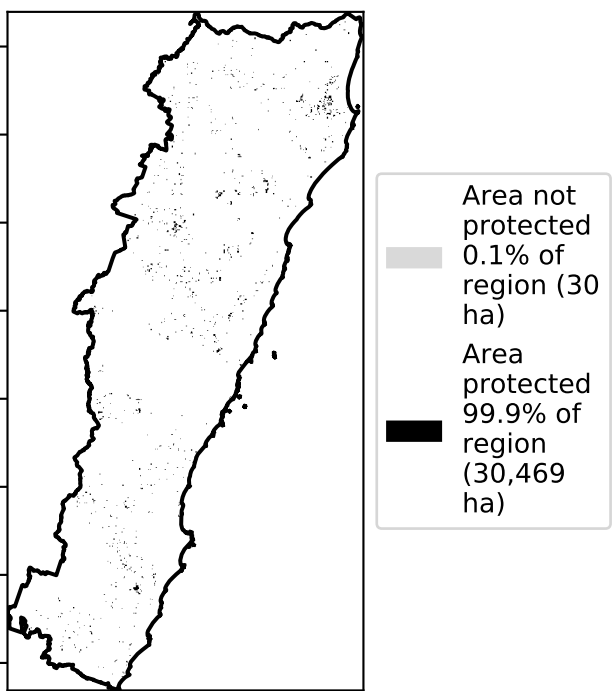 Area not
protected
0.1% of
region (30
ha)
Area
protected
99.9% of
region
(30,469
ha)